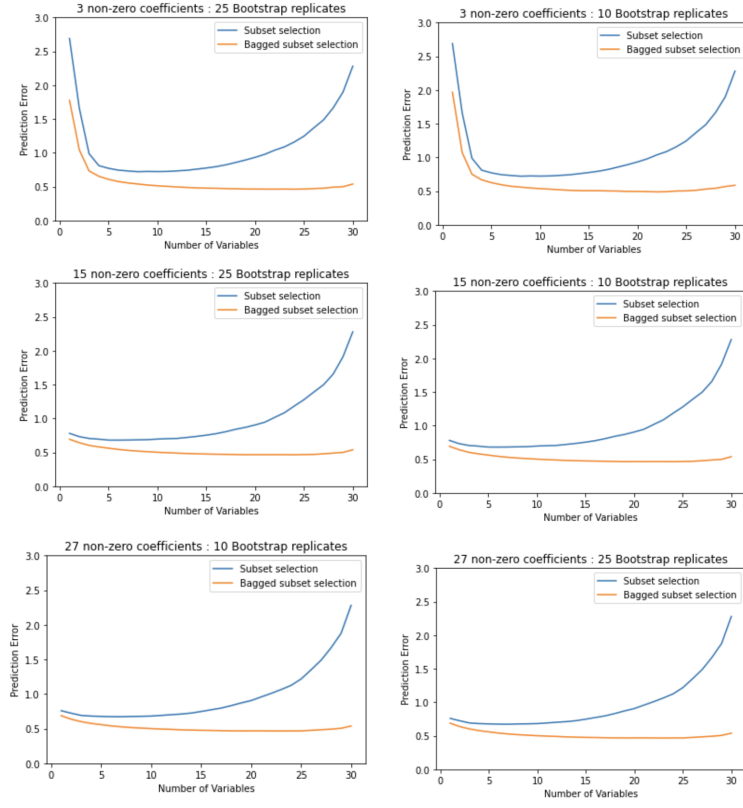 3 non-zero coefficients : 25 Bootstrap replicates
3.0
2.5
2.0
1.5
1.0
0.5
0.0
Prediction Error
Subset selection
Bagged subset selection
0 5 10 15 20 25 30
Number of Variables
3 non-zero coefficients : 10 Bootstrap replicates
3.0
2.5
2.0
1.5
1.0
0.5
0.0
Prediction Error
Subset selection
Bagged subset selection
0 5 10 15 20 25 30
Number of Variables
15 non-zero coefficients : 25 Bootstrap replicates
3.0
2.5
2.0
1.5
1.0
0.5
0.0
Prediction Error
Subset selection
Bagged subset selection
0 5 10 15 20 25 30
Number of Variables
15 non-zero coefficients : 10 Bootstrap replicates
3.0
2.5
2.0
1.5
1.0
0.5
0.0
Prediction Error
Subset selection
Bagged subset selection
0 5 10 15 20 25 30
Number of Variables
27 non-zero coefficients : 10 Bootstrap replicates
3.0
2.5
2.0
1.5
1.0
0.5
0.0
Prediction Error
Subset selection
Bagged subset selection
0 5 10 15 20 25 30
Number of Variables
27 non-zero coefficients : 25 Bootstrap replicates
3.0
2.5
2.0
1.5
1.0
0.5
0.0
Prediction Error
Subset selection
Bagged subset selection
0 5 10 15 20 25 30
Number of Variables